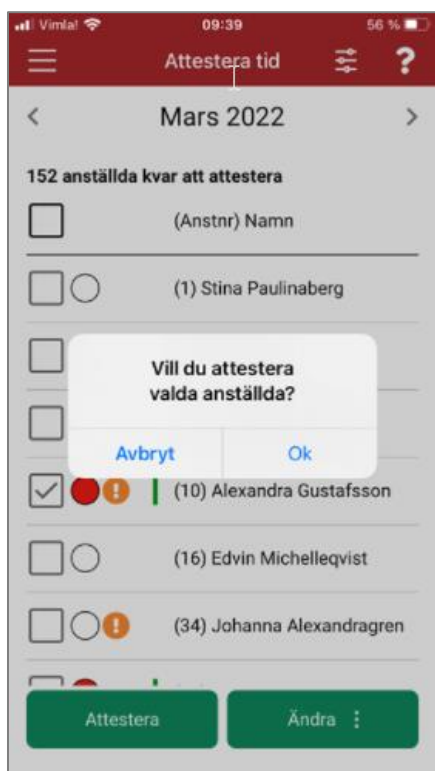 Vimla! 09:39 56 %
Attestera tid ?
Mars 2022
152 anställda kvar att attestera
(Anstnr) Namn
(1) Stina Paulinaberg
Vill du attestera
valda anställda?
Avbryt Ok
(10) Alexandra Gustafsson
(16) Edvin Michelleqvist
(34) Johanna Alexandragren
Attestera Ändra